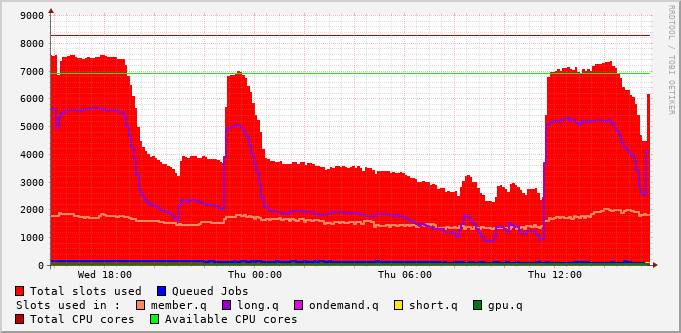 9000
8000
7000
6000
5000
4000
3000
2000
1000
0
Wed 18:00 Thu 00:00 Thu 06:00 Thu 12:00
RRDTOOL / TOBI OETIKER
Total slots used Queued Jobs
Slots used in : member.q long.q ondemand.q short.q gpu.q
Total CPU cores Available CPU cores